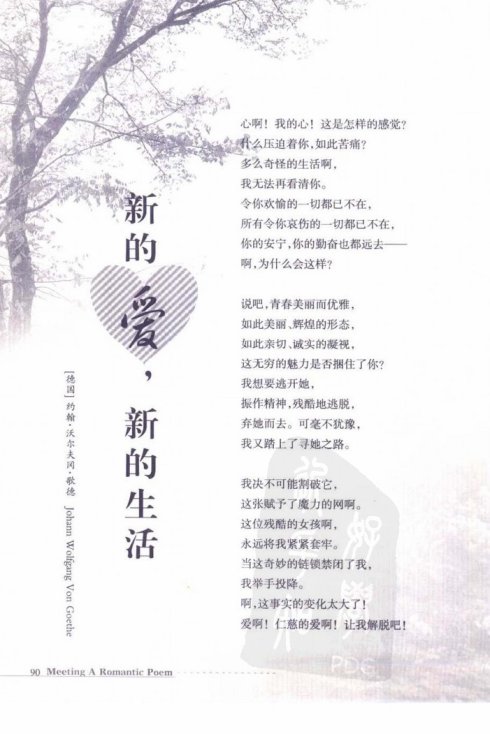 新的爱，新的生活
[德国] 约翰·沃尔夫冈·歌德 Johann Wolfgang Von Goethe
心啊！我的心！这是怎样的感觉？
什么压迫着你，如此苦痛？
多么奇怪的生活啊，
我无法再看清你。
令你欢愉的一切都已不在，
所有令你哀伤的一切都已不在，
你的安宁，你的勤奋也都远去——
啊，为什么会这样？
说吧，青春美丽而优雅，
如此美丽、辉煌的形态，
如此亲切、诚实的凝视，
这无穷的魅力是否捆住了你？
我想要逃开她，
振作精神，残酷地逃脱，
弃她而去。可毫不犹豫，
我又踏上了寻她之路。
我决不可能割破它，
这张赋予了魔力的网啊。
这位残酷的女孩啊，
永远将我紧紧套牢。
当这奇妙的链锁禁闭了我，
我举手投降。
啊，这事实的变化太大了！
爱啊！仁慈的爱啊！让我解脱吧！
PDG
90 Meeting A Romantic Poem